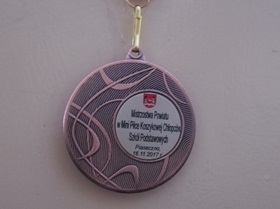 Mistrzostwa Powiatu
w Mini Piłce Koszykowej Chłopców
Szkół Podstawowych
Piaseczno,
16.11.2017 r.